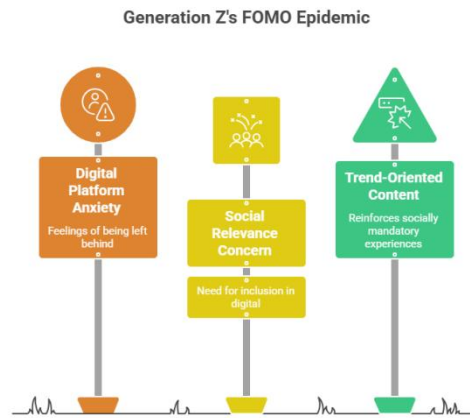 Generation Z's FOMO Epidemic
Digital
Platform
Anxiety
Feelings of being left
behind
Social
Relevance
Concern
Need for inclusion in
digital
Trend-Oriented
Content
Reinforces socially
mandatory
experiences